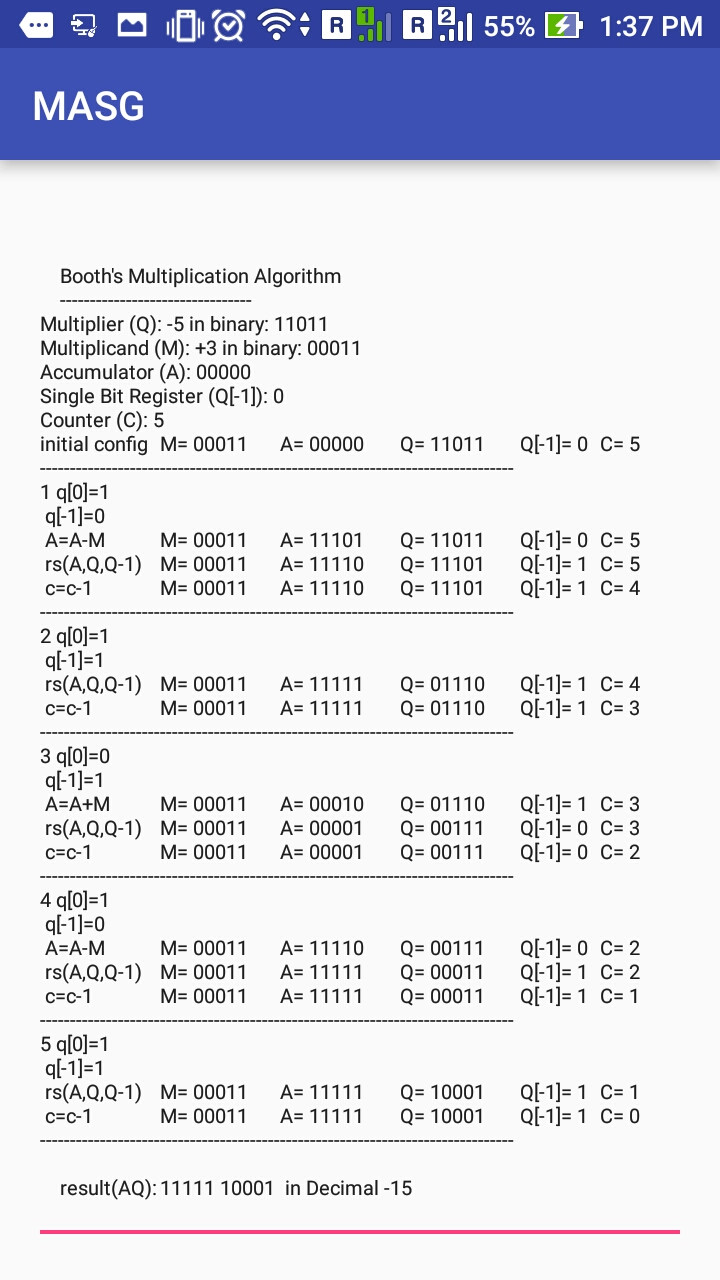 R 1 R 2 55% 1:37 PM
MASG
Booth's Multiplication Algorithm
--------------------------------
Multiplier (Q): -5 in binary: 11011
Multiplicand (M): +3 in binary: 00011
Accumulator (A): 00000
Single Bit Register (Q[-1]): 0
Counter (C): 5
initial config M= 00011 A= 00000 Q= 11011 Q[-1]= 0 C= 5
-------------------------------------------------------------------------------
1 q[0]=1
q[-1]=0
A=A-M M= 00011 A= 11101 Q= 11011 Q[-1]= 0 C= 5
rs(A,Q,Q-1) M= 00011 A= 11110 Q= 11101 Q[-1]= 1 C= 5
c=c-1 M= 00011 A= 11110 Q= 11101 Q[-1]= 1 C= 4
-------------------------------------------------------------------------------
2 q[0]=1
q[-1]=1
rs(A,Q,Q-1) M= 00011 A= 11111 Q= 01110 Q[-1]= 1 C= 4
c=c-1 M= 00011 A= 11111 Q= 01110 Q[-1]= 1 C= 3
-------------------------------------------------------------------------------
3 q[0]=0
q[-1]=1
A=A+M M= 00011 A= 00010 Q= 01110 Q[-1]= 1 C= 3
rs(A,Q,Q-1) M= 00011 A= 00001 Q= 00111 Q[-1]= 0 C= 3
c=c-1 M= 00011 A= 00001 Q= 00111 Q[-1]= 0 C= 2
-------------------------------------------------------------------------------
4 q[0]=1
q[-1]=0
A=A-M M= 00011 A= 11110 Q= 00111 Q[-1]= 0 C= 2
rs(A,Q,Q-1) M= 00011 A= 11111 Q= 00011 Q[-1]= 1 C= 2
c=c-1 M= 00011 A= 11111 Q= 00011 Q[-1]= 1 C= 1
-------------------------------------------------------------------------------
5 q[0]=1
q[-1]=1
rs(A,Q,Q-1) M= 00011 A= 11111 Q= 10001 Q[-1]= 1 C= 1
c=c-1 M= 00011 A= 11111 Q= 10001 Q[-1]= 1 C= 0
-------------------------------------------------------------------------------
result(AQ): 11111 10001 in Decimal -15